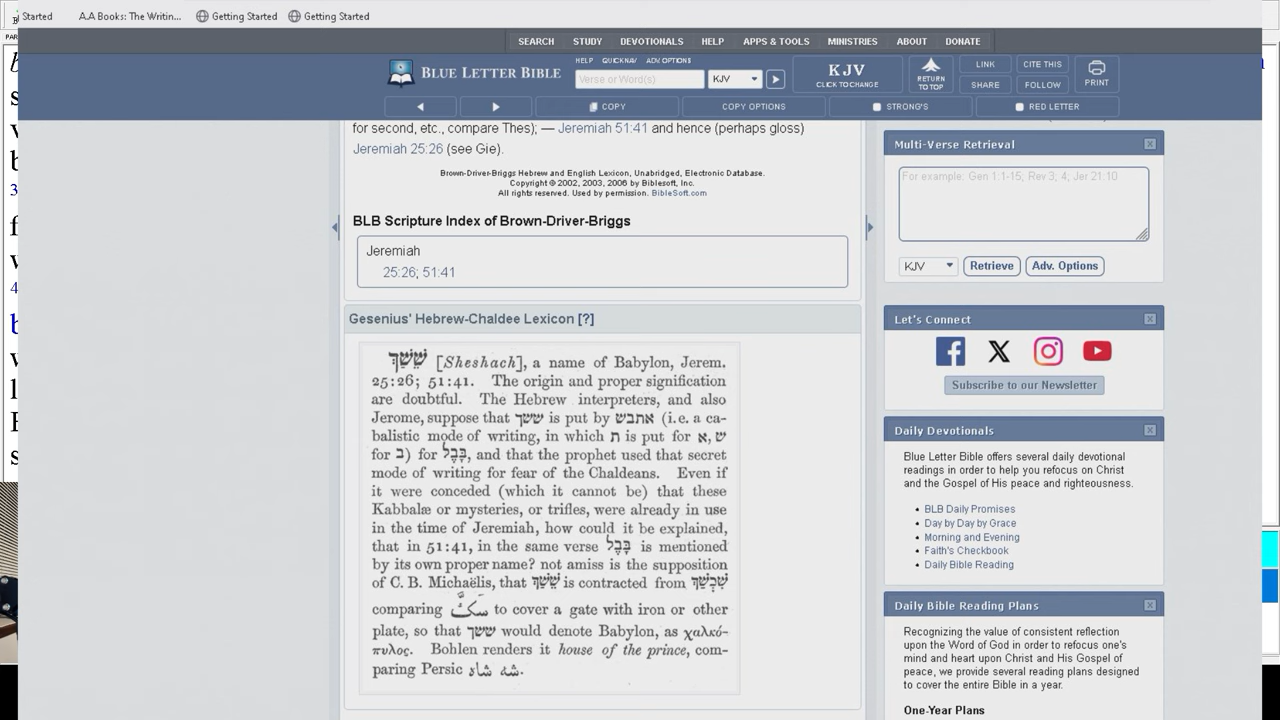 Started
A.A Books: The Writin...
Getting Started
Getting Started
SEARCH STUDY DEVOTIONALS HELP APPS & TOOLS MINISTRIES ABOUT DONATE
BLUE LETTER BIBLE
HELP QUICKNAV ADV. OPTIONS
Verse or Word(s)
KJV
KJV
CLICK TO CHANGE
RETURN
TO TOP
LINK
SHARE
CITE THIS
FOLLOW
PRINT
COPY
COPY OPTIONS
STRONG'S
RED LETTER
for second, etc., compare Thes); — Jeremiah 51:41 and hence (perhaps gloss)
Jeremiah 25:26 (see Gie).
Brown-Driver-Briggs Hebrew and English Lexicon, Unabridged, Electronic Database.
Copyright © 2002, 2003, 2006 by Biblesoft, Inc.
All rights reserved. Used by permission. BibleSoft.com
BLB Scripture Index of Brown-Driver-Briggs
Jeremiah
25:26; 51:41
Gesenius' Hebrew-Chaldee Lexicon [?]
שֵׁשַׁךְ [Sheshach], a name of Babylon, Jerem.
25:26; 51:41. The origin and proper signification
are doubtful. The Hebrew interpreters, and also
Jerome, suppose that ששך is put by אתבש (i.e. a ca-
balistic mode of writing, in which ת is put for א, ש
for ב) for בָּבֶל, and that the prophet used that secret
mode of writing for fear of the Chaldeans. Even if
it were conceded (which it cannot be) that these
Kabbalæ or mysteries, or trifles, were already in use
in the time of Jeremiah, how could it be explained,
that in 51:41, in the same verse בָּבֶל is mentioned
by its own proper name? not amiss is the supposition
of C. B. Michaëlis, that שֵׁשַׁךְ is contracted from שִׁכְשַׁךְ
comparing to cover a gate with iron or other
plate, so that ששך would denote Babylon, as χαλκό-
πυλος. Bohlen renders it house of the prince, com-
paring Persic شاه شه.
Multi-Verse Retrieval
For example: Gen 1:1-15; Rev 3, 4; Jer 21:10
KJV
Retrieve
Adv. Options
Let's Connect
Subscribe to our Newsletter
Daily Devotionals
Blue Letter Bible offers several daily devotional
readings in order to help you refocus on Christ
and the Gospel of His peace and righteousness.
BLB Daily Promises
Day by Day by Grace
Morning and Evening
Faith's Checkbook
Daily Bible Reading
Daily Bible Reading Plans
Recognizing the value of consistent reflection
upon the Word of God in order to refocus one's
mind and heart upon Christ and His Gospel of
peace, we provide several reading plans designed
to cover the entire Bible in a year.
One-Year Plans